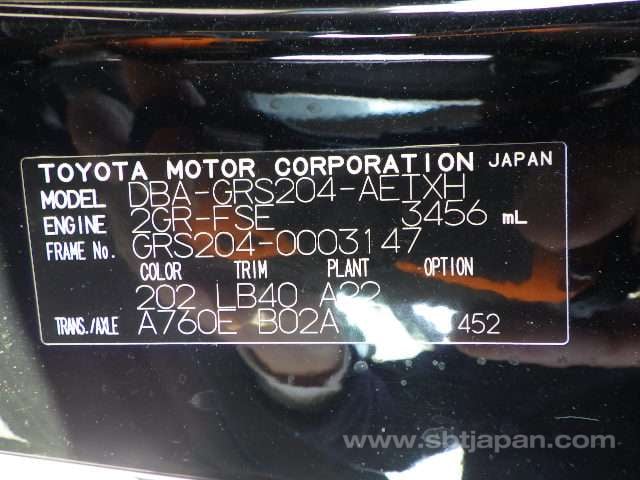 TOYOTA MOTOR CORPORATION JAPAN
MODEL DBA-GRS204-AETXH
ENGINE 2GR-FSE 3456 mL
FRAME No. GRS204-0003147
COLOR TRIM PLANT OPTION
202 LB40 A22
TRANS./AXLE A760E B02A 452
www.sbtjapan.com